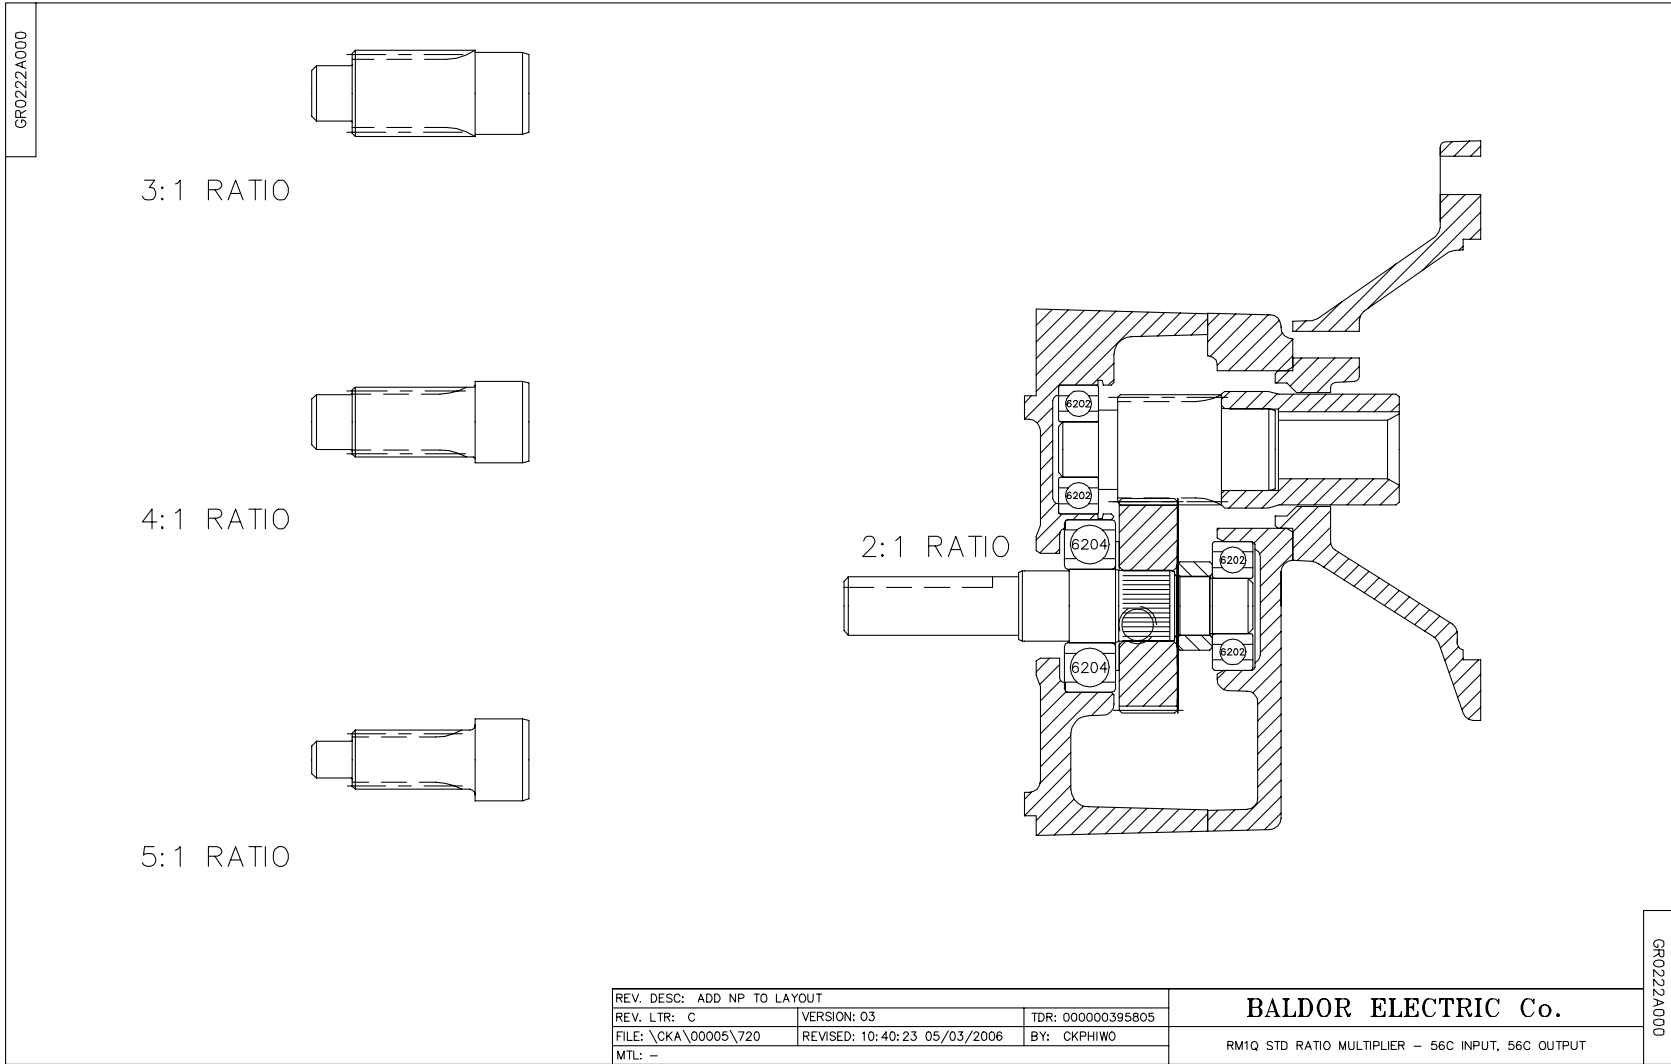 GR0222A000
3:1 RATIO
4:1 RATIO
5:1 RATIO
6202
6202
2:1 RATIO
6204
6202
6204
6202
REV. DESC: ADD NP TO LAYOUT
REV. LTR: C VERSION: 03 TDR: 000000395805
FILE: \CKA\00005\720 REVISED: 10:40:23 05/03/2006 BY: CKPHIWO
MTL: –
BALDOR ELECTRIC Co.
RM1Q STD RATIO MULTIPLIER – 56C INPUT, 56C OUTPUT
GR0222A000